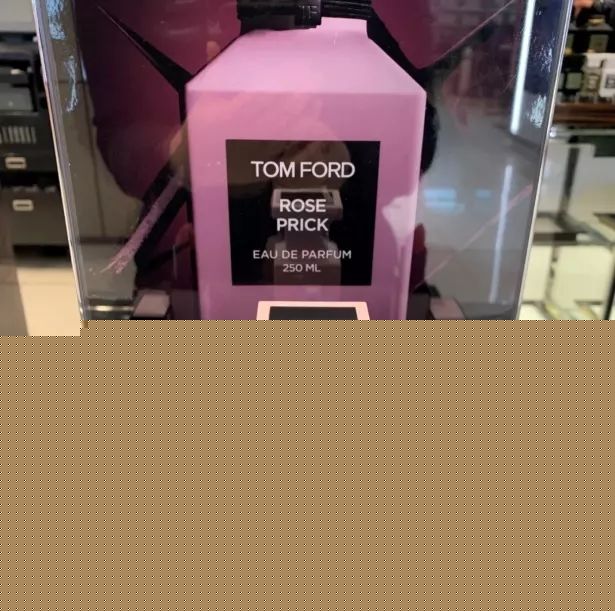 TOM FORD
ROSE
PRICK
EAU DE PARFUM
250 ML